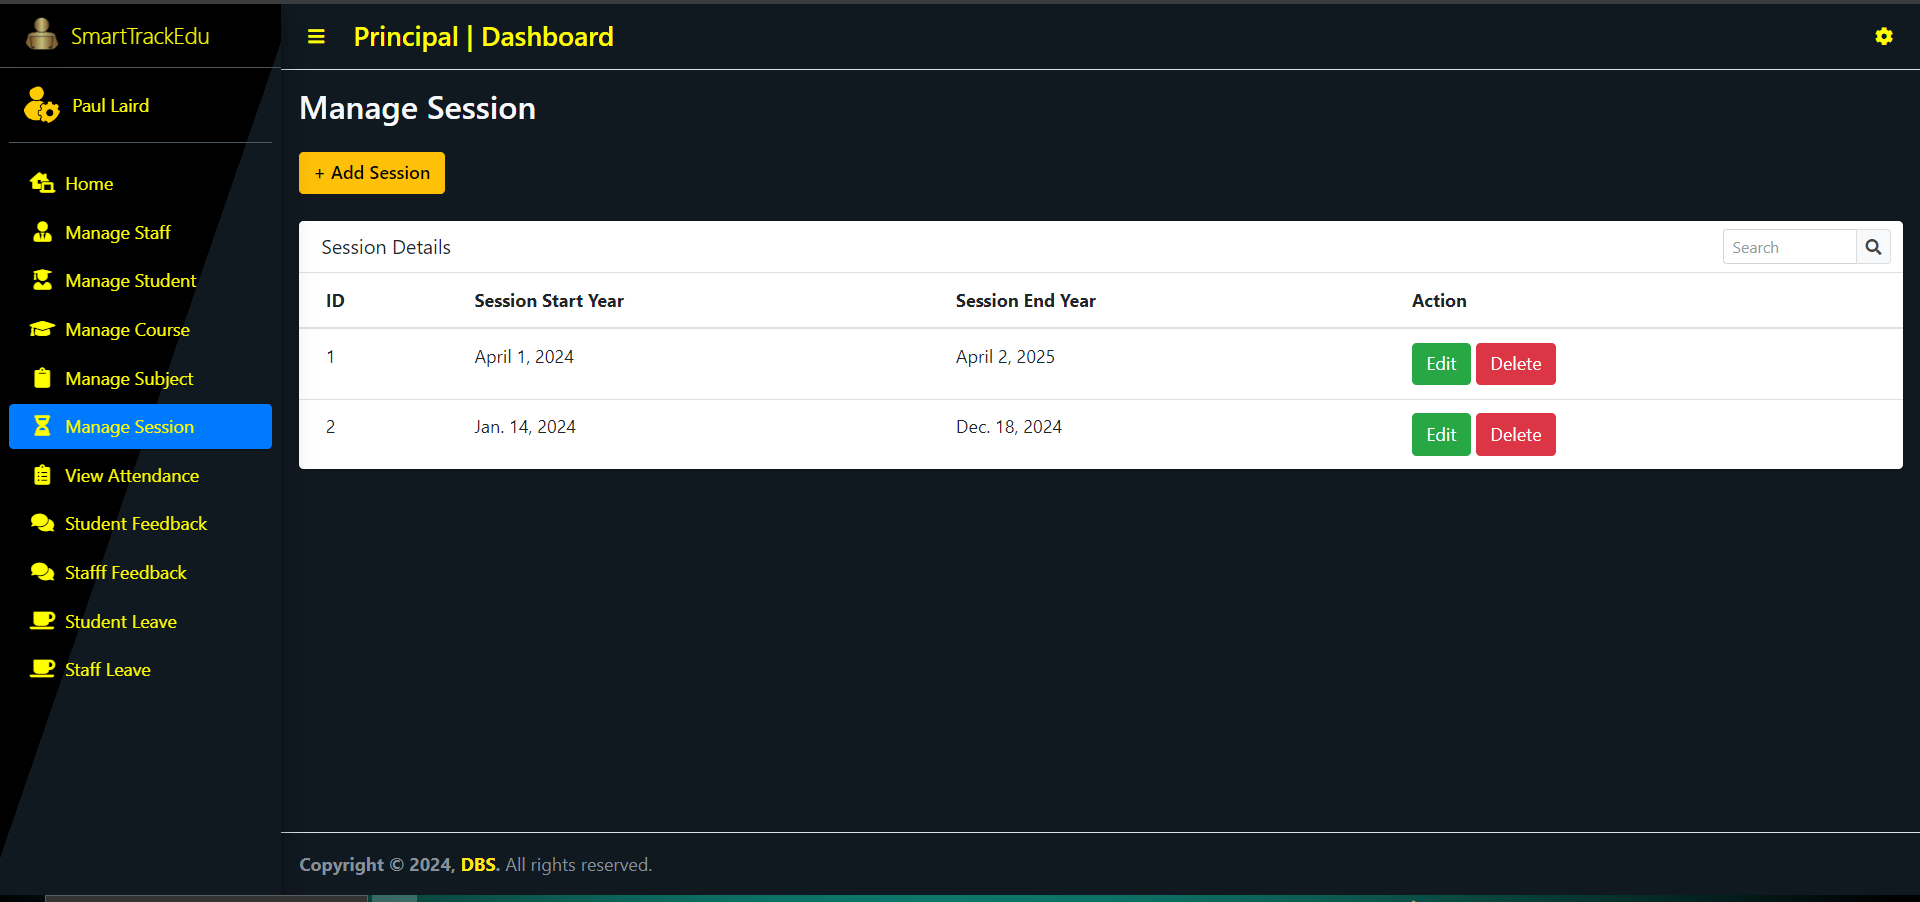 SmartTrackEdu
Principal | Dashboard
Paul Laird
Home
Manage Staff
Manage Student
Manage Course
Manage Subject
Manage Session
View Attendance
Student Feedback
Stafff Feedback
Student Leave
Staff Leave
Manage Session
+ Add Session
Session Details
Search
ID Session Start Year Session End Year Action
1 April 1, 2024 April 2, 2025 Edit Delete
2 Jan. 14, 2024 Dec. 18, 2024 Edit Delete
Copyright © 2024, DBS. All rights reserved.